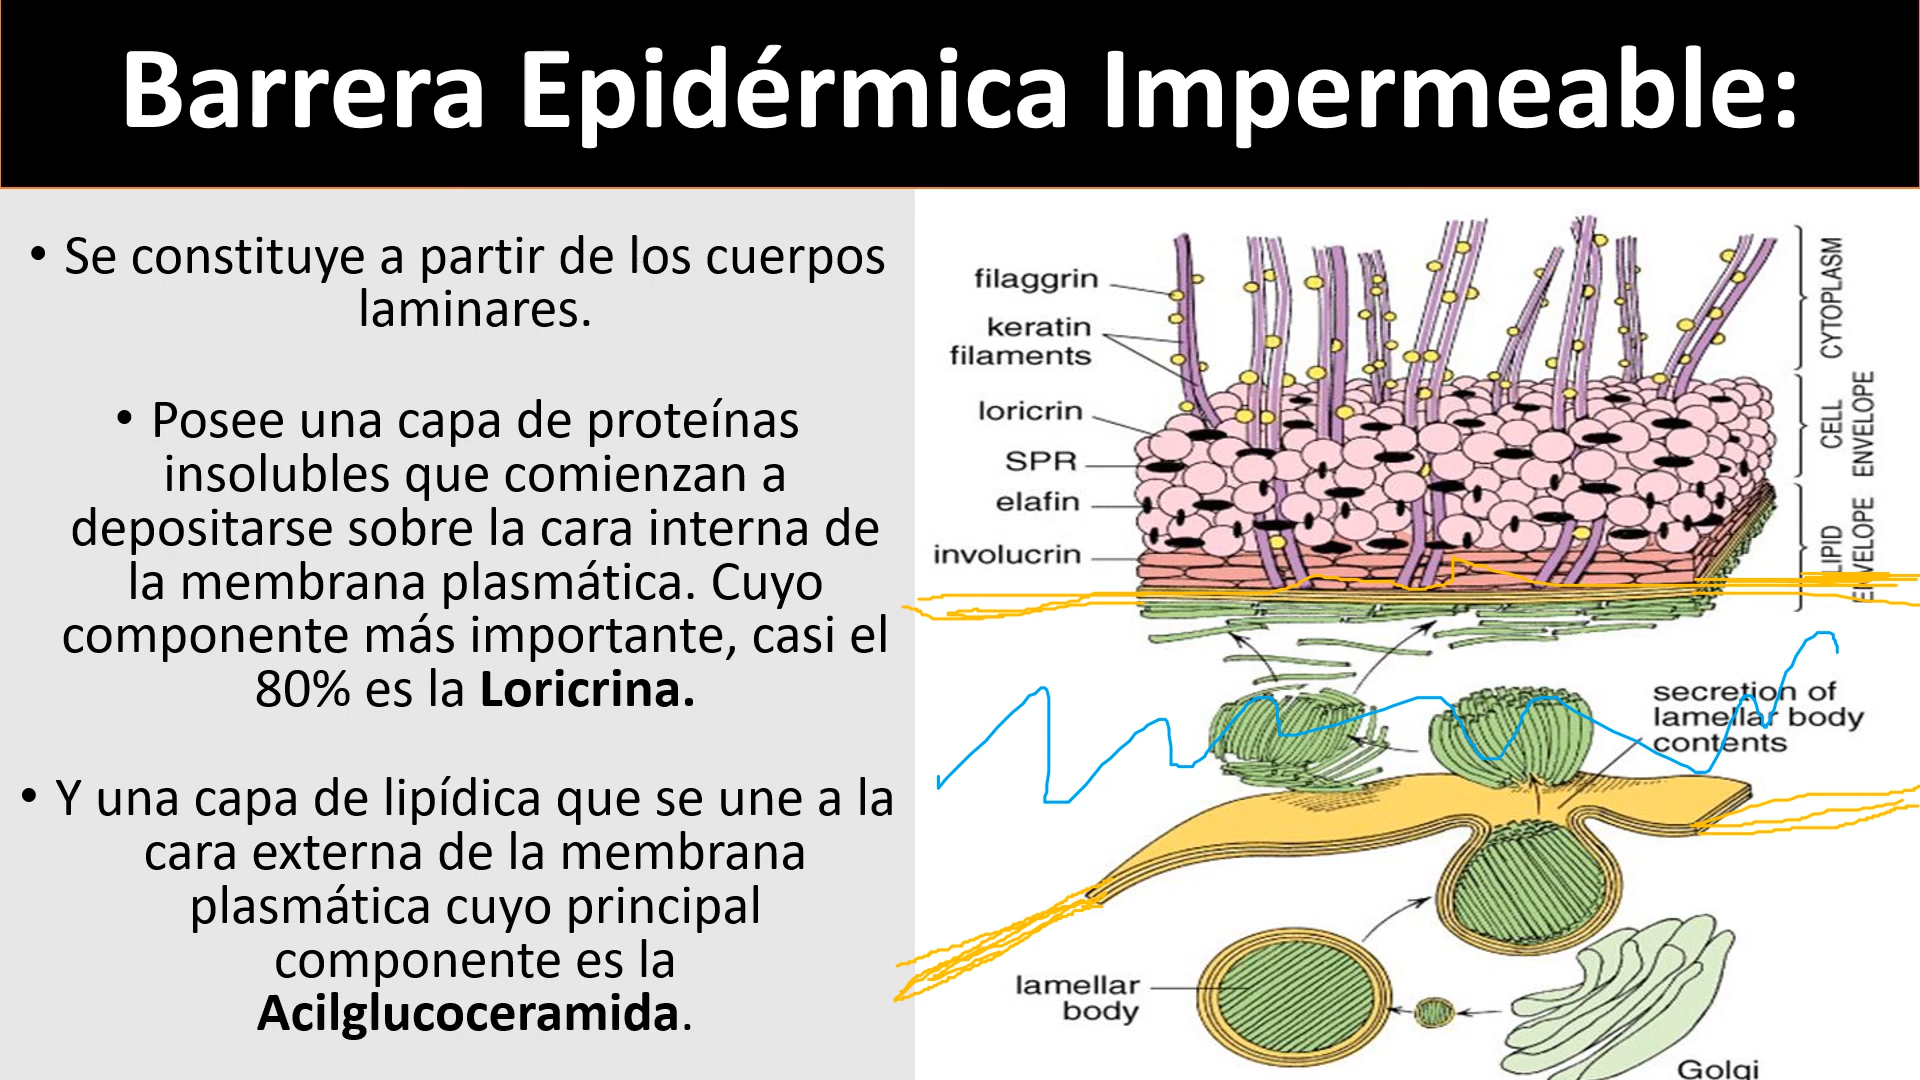 Barrera Epidérmica Impermeable:
• Se constituye a partir de los cuerpos
laminares.
• Posee una capa de proteínas
insolubles que comienzan a
depositarse sobre la cara interna de
la membrana plasmática. Cuyo
componente más importante, casi el
80% es la Loricrina.
• Y una capa de lipídica que se une a la
cara externa de la membrana
plasmática cuyo principal
componente es la
Acilglucoceramida.
filaggrin
keratin
filaments
loricrin
SPR
elafin
involucrin
CYTOPLASM
CELL
ENVELOPE
LIPID
ENVELOPE
secretion of
lamellar body
contents
lamellar
body
Golgi